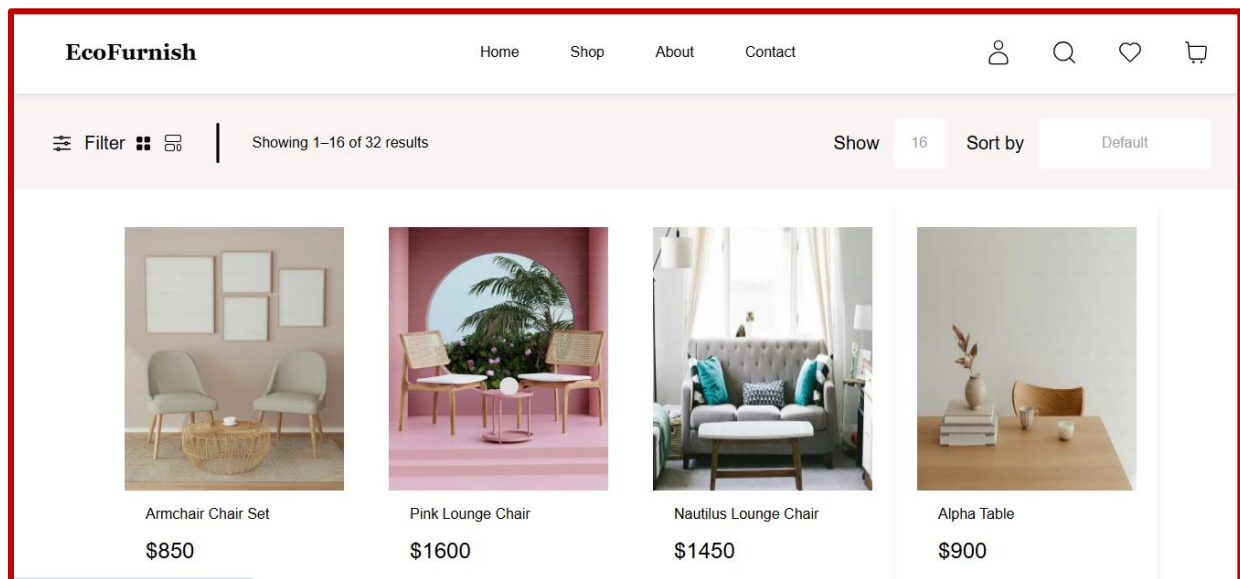 EcoFurnish Home Shop About Contact
Filter Showing 1–16 of 32 results Show 16 Sort by Default
Armchair Chair Set Pink Lounge Chair Nautilus Lounge Chair Alpha Table
$850 $1600 $1450 $900